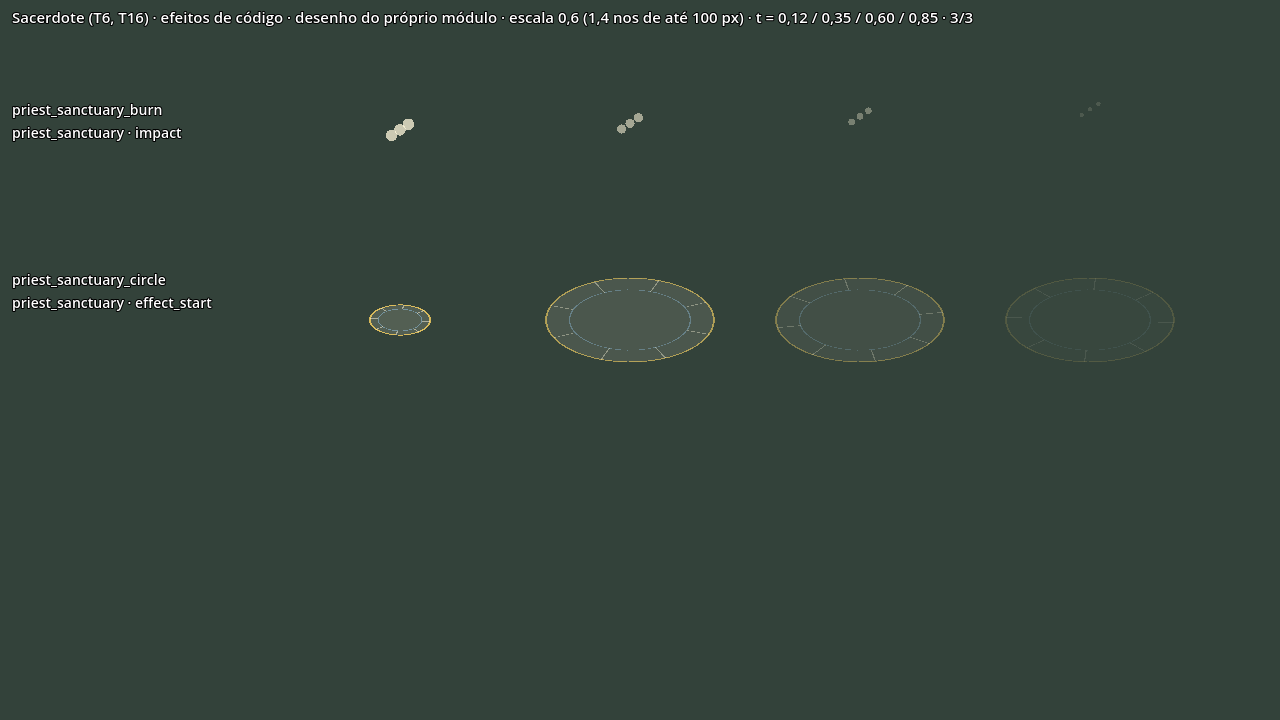 Sacerdote (T6, T16) · efeitos de código · desenho do próprio módulo · escala 0,6 (1,4 nos de até 100 px) · t = 0,12 / 0,35 / 0,60 / 0,85 · 3/3
priest_sanctuary_burn
priest_sanctuary · impact
priest_sanctuary_circle
priest_sanctuary · effect_start